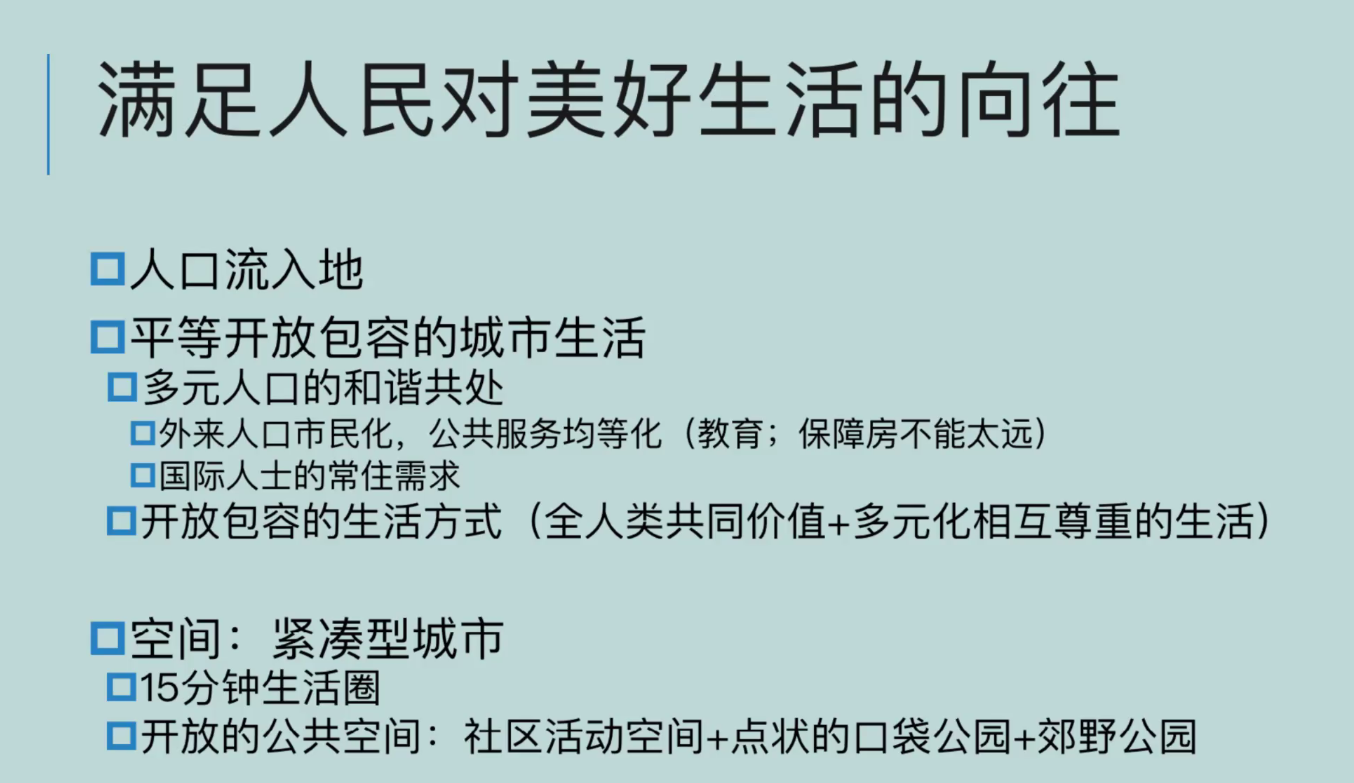 满足人民对美好生活的向往
人口流入地
平等开放包容的城市生活
多元人口的和谐共处
外来人口市民化，公共服务均等化（教育；保障房不能太远）
国际人士的常住需求
开放包容的生活方式（全人类共同价值+多元化相互尊重的生活）
空间：紧凑型城市
15分钟生活圈
开放的公共空间：社区活动空间+点状的口袋公园+郊野公园